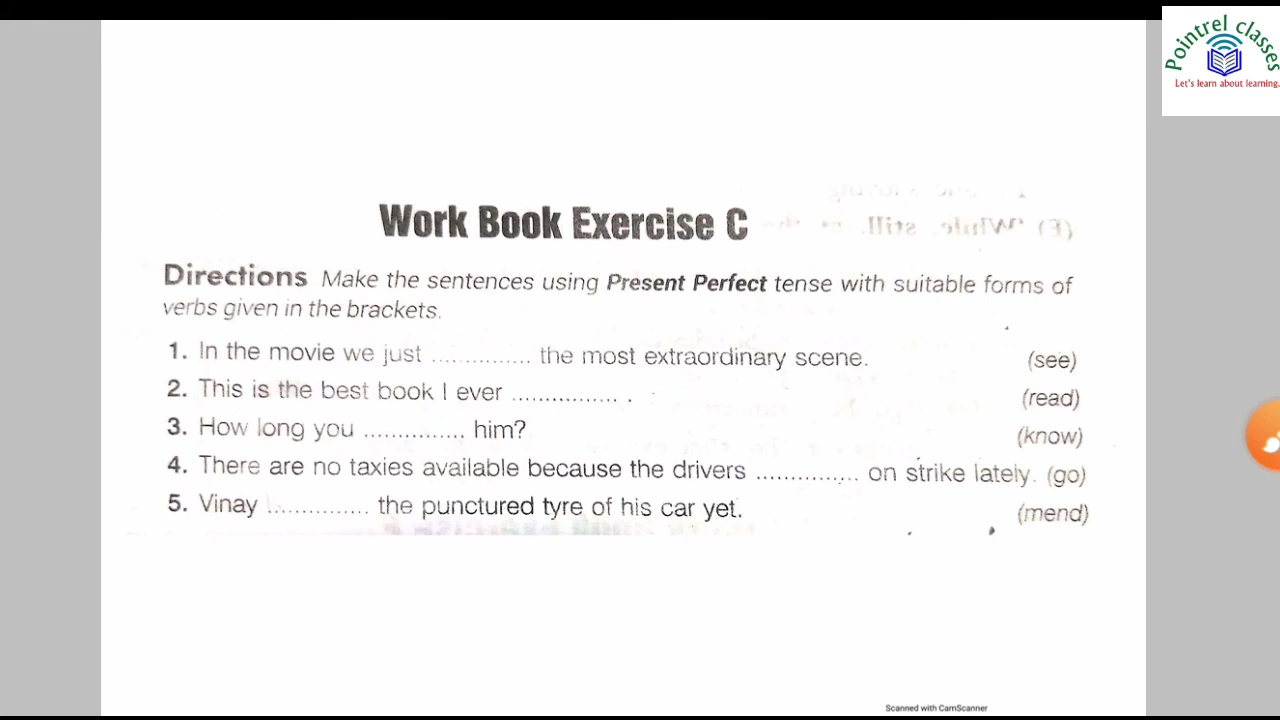 Pointrel classes
Let's learn about learning.
Work Book Exercise C
Directions Make the sentences using Present Perfect tense with suitable forms of
verbs given in the brackets.
1. In the movie we just .............. the most extraordinary scene. (see)
2. This is the best book I ever ................ . (read)
3. How long you ............... him? (know)
4. There are no taxies available because the drivers ............... on strike lately. (go)
5. Vinay ............... the punctured tyre of his car yet. (mend)
Scanned with CamScanner